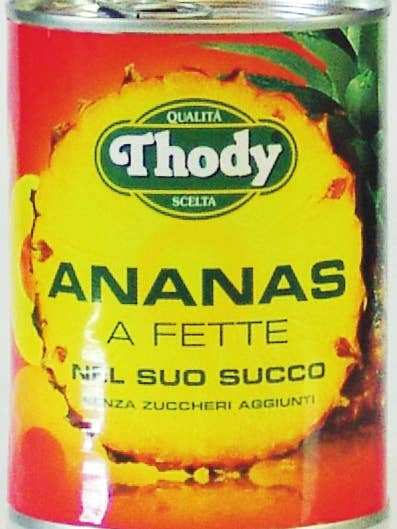 QUALITÀ
Thody
SCELTA
ANANAS
A FETTE
NEL SUO SUCCO
SENZA ZUCCHERI AGGIUNTI